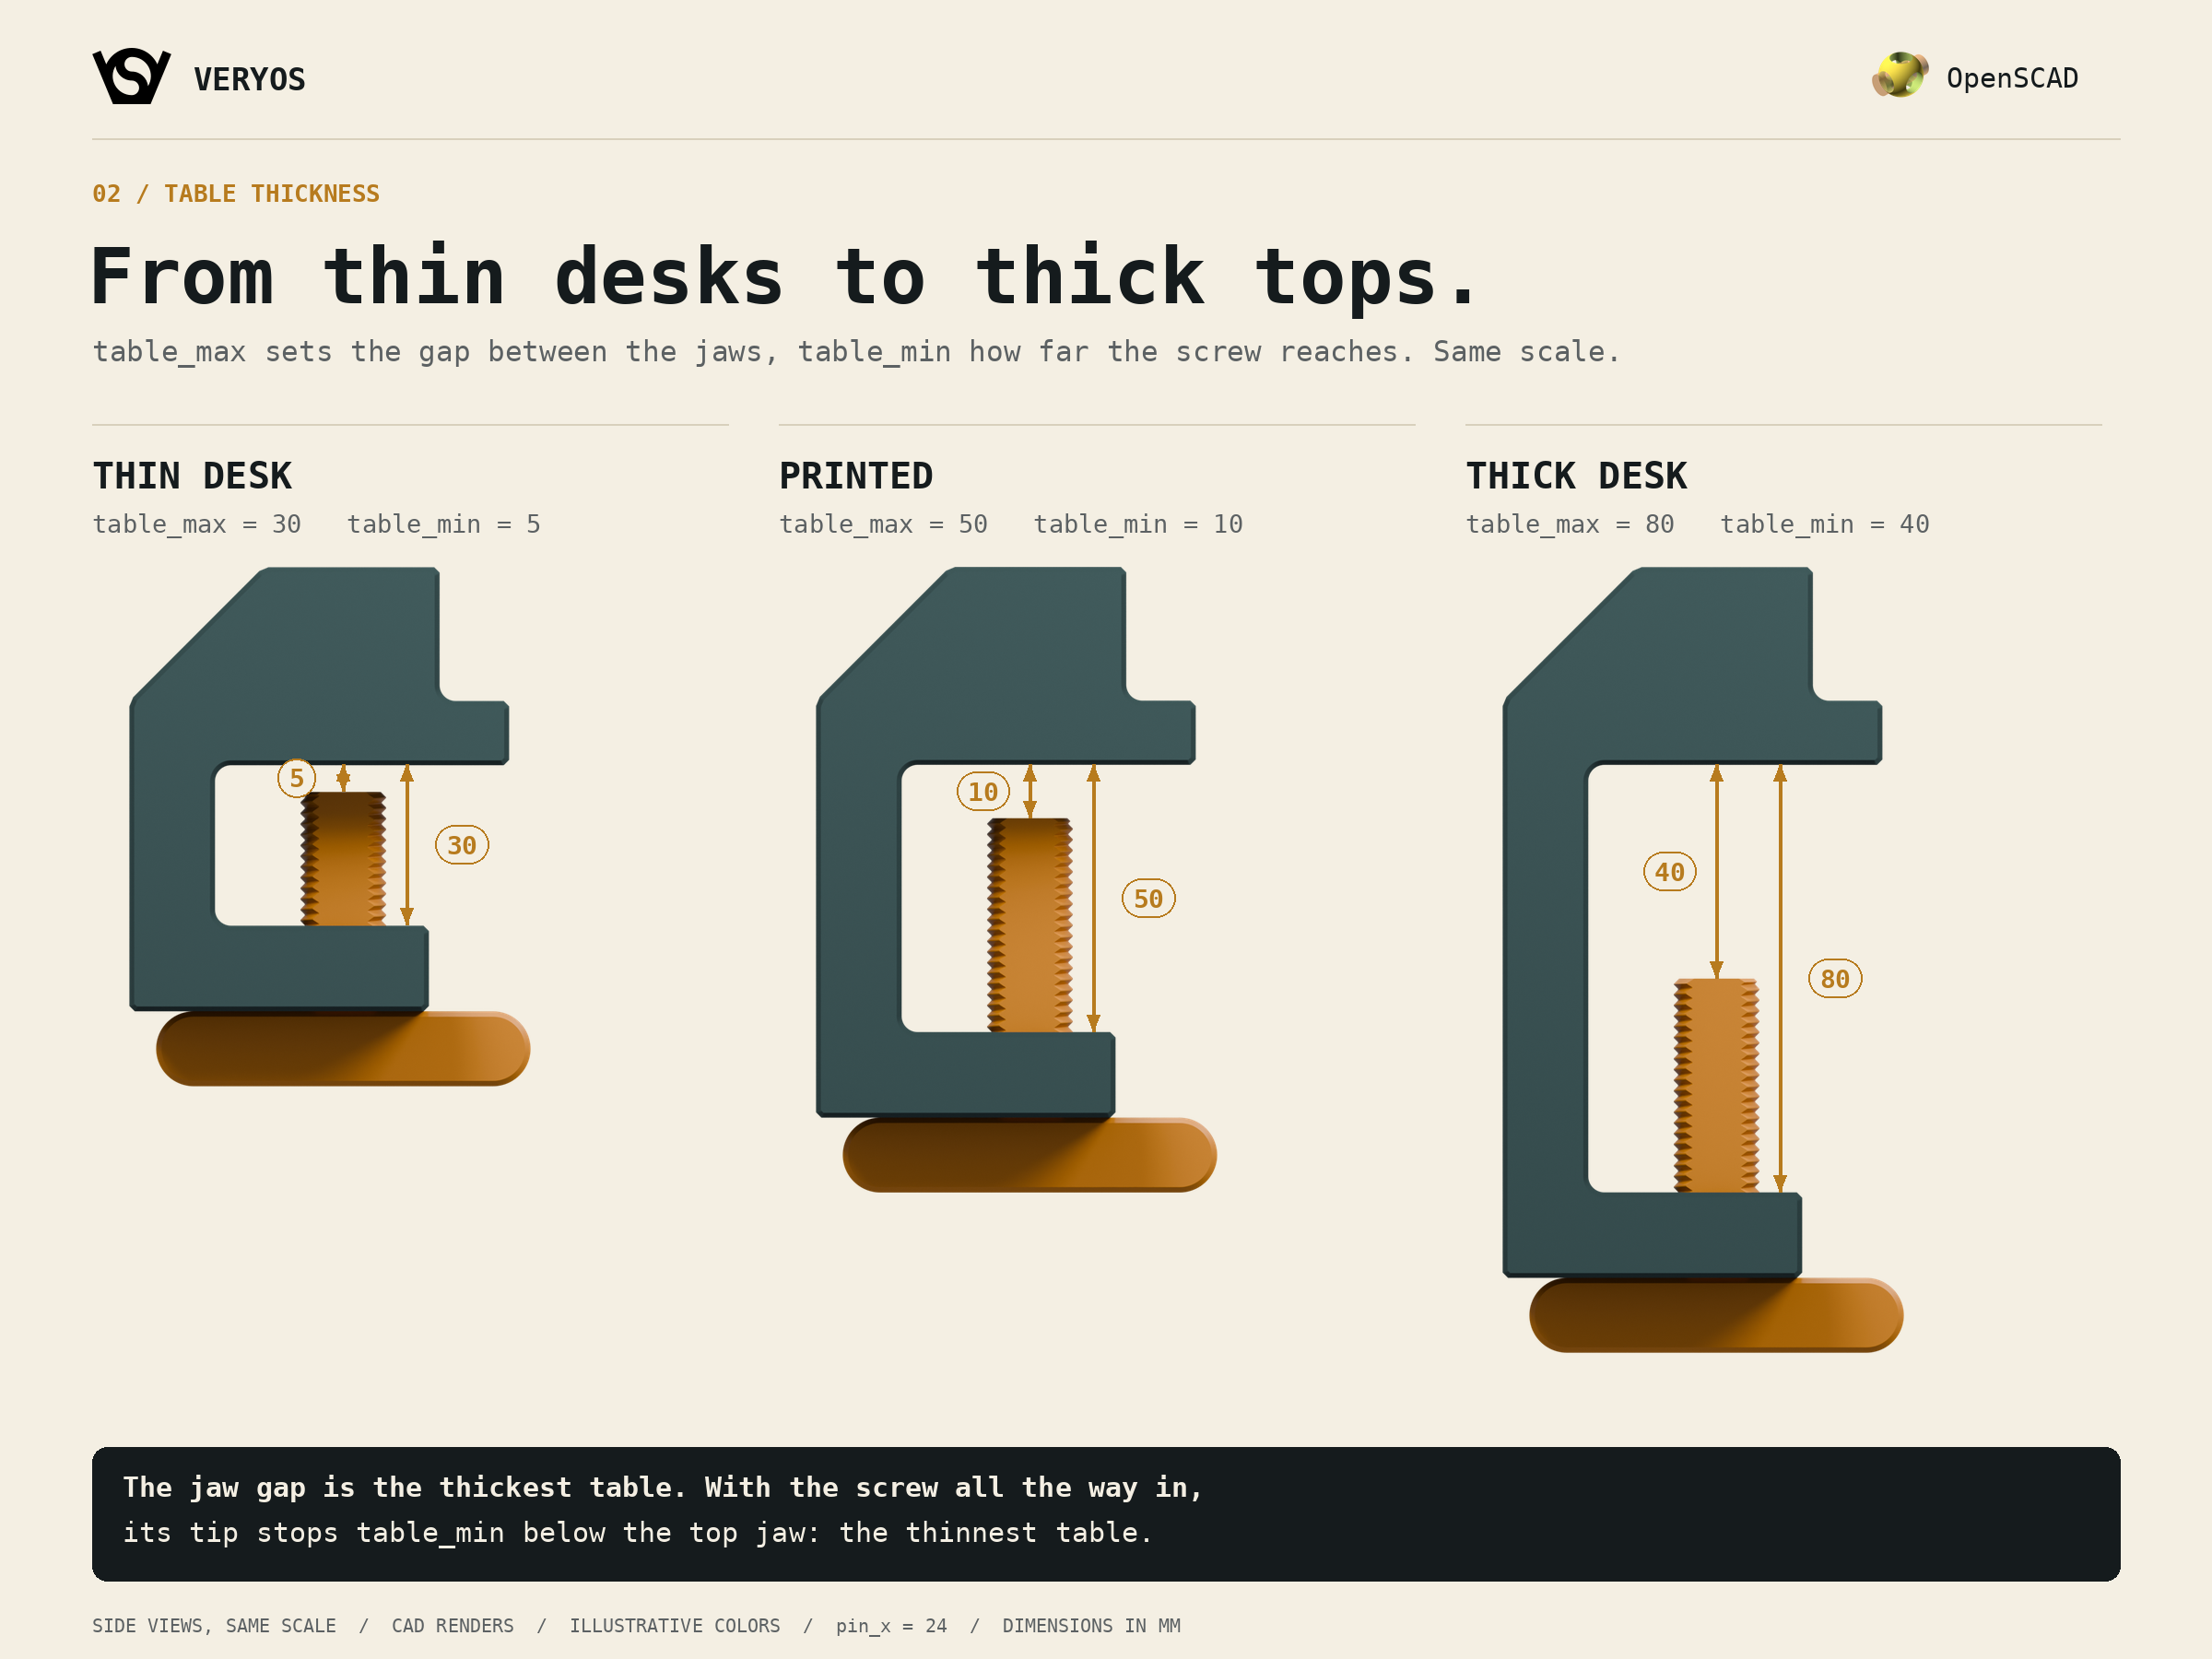 VERYOS
OpenSCAD
02 / TABLE THICKNESS
From thin desks to thick tops.
table_max sets the gap between the jaws, table_min how far the screw reaches. Same scale.
THIN DESK
table_max = 30   table_min = 5
5
30
PRINTED
table_max = 50   table_min = 10
10
50
THICK DESK
table_max = 80   table_min = 40
40
80
The jaw gap is the thickest table. With the screw all the way in,
its tip stops table_min below the top jaw: the thinnest table.
SIDE VIEWS, SAME SCALE / CAD RENDERS / ILLUSTRATIVE COLORS / pin_x = 24 / DIMENSIONS IN MM